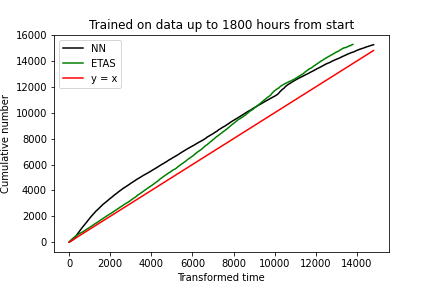 Trained on data up to 1800 hours from start
NN
ETAS
y = x
Cumulative number
16000
14000
12000
10000
8000
6000
4000
2000
0
0 2000 4000 6000 8000 10000 12000 14000
Transformed time